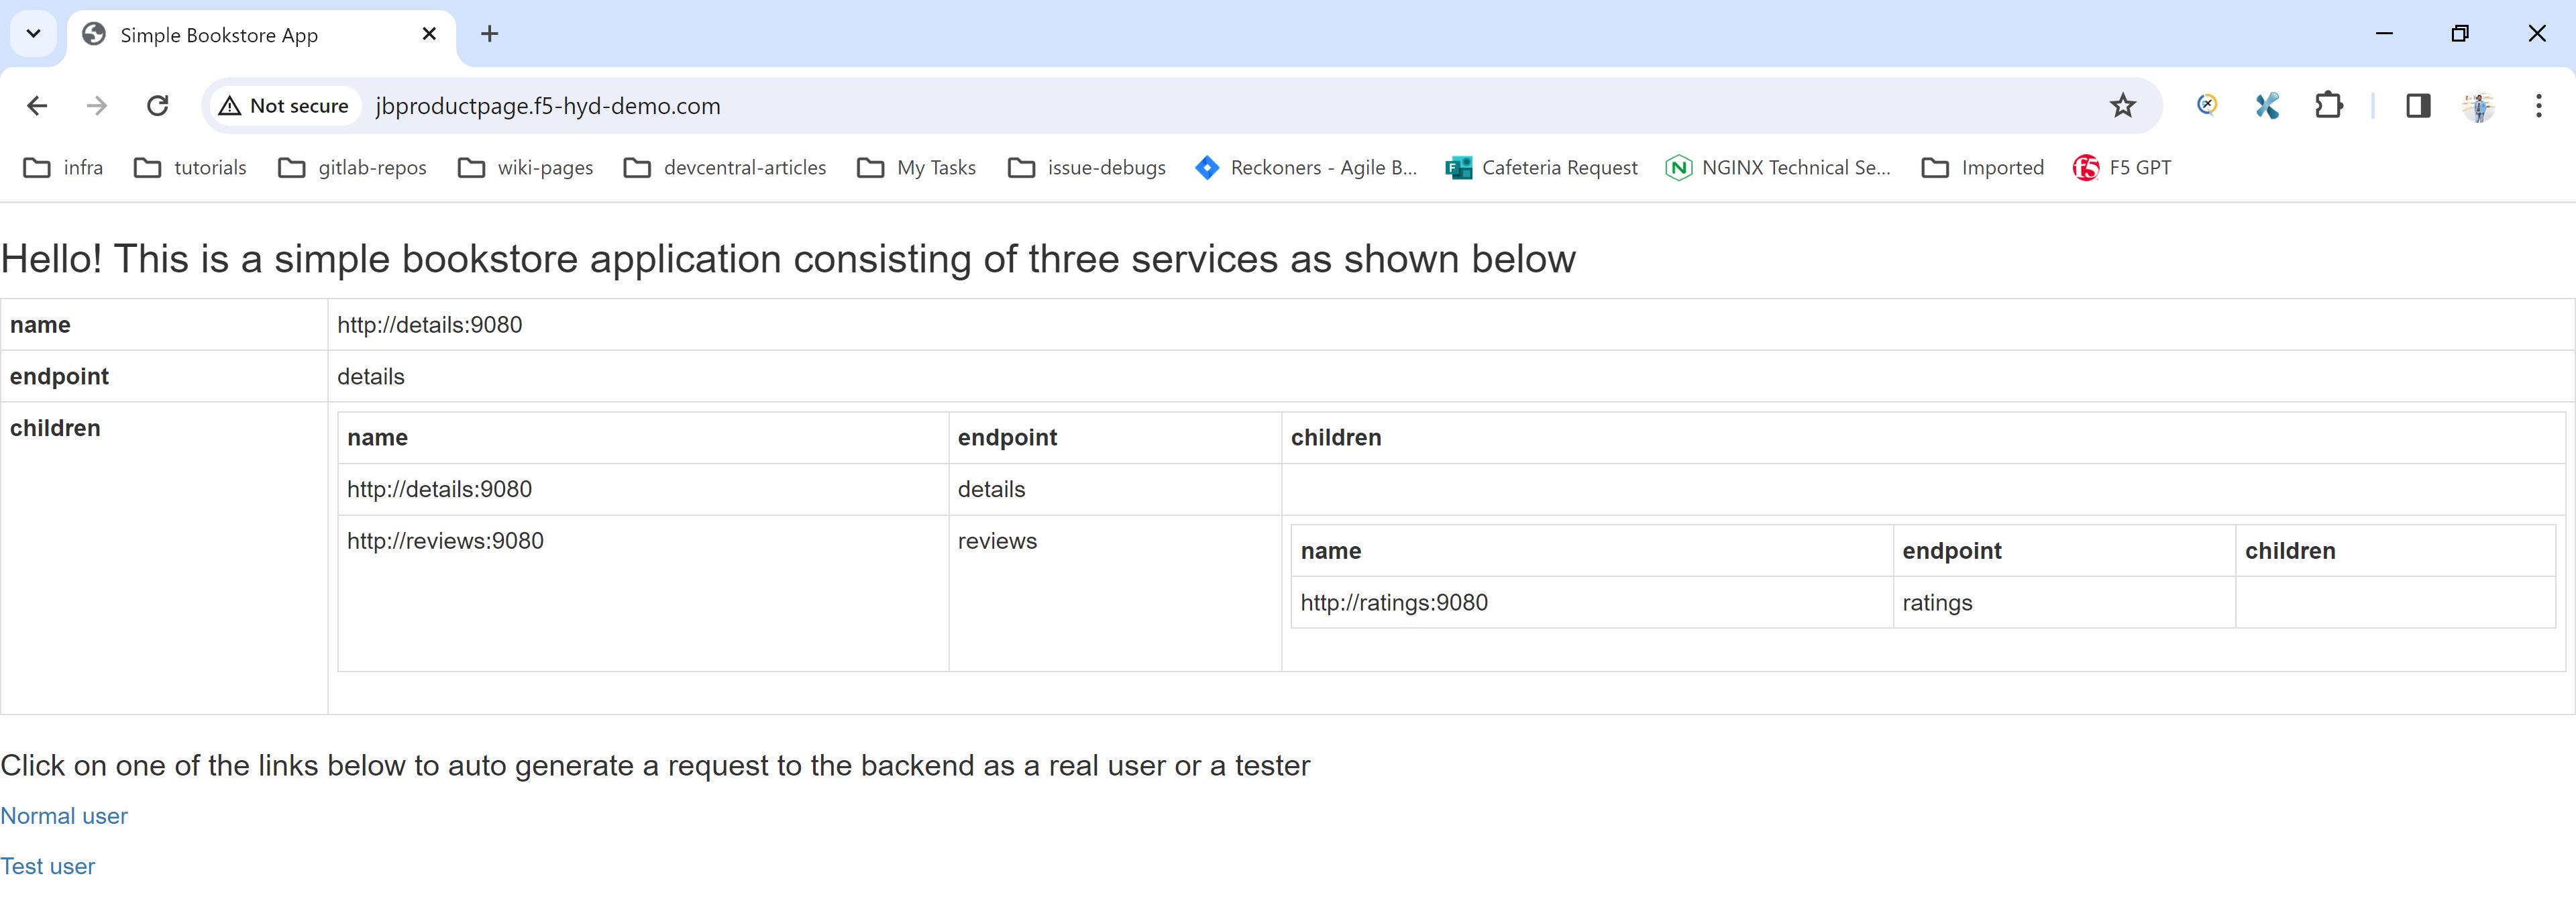 Simple Bookstore App
Not secure jbproductpage.f5-hyd-demo.com
infra tutorials gitlab-repos wiki-pages devcentral-articles My Tasks issue-debugs Reckoners - Agile B... Cafeteria Request NGINX Technical Se... Imported F5 GPT
Hello! This is a simple bookstore application consisting of three services as shown below
name http://details:9080
endpoint details
children
name endpoint children
http://details:9080 details
http://reviews:9080 reviews
name endpoint children
http://ratings:9080 ratings
Click on one of the links below to auto generate a request to the backend as a real user or a tester
Normal user
Test user